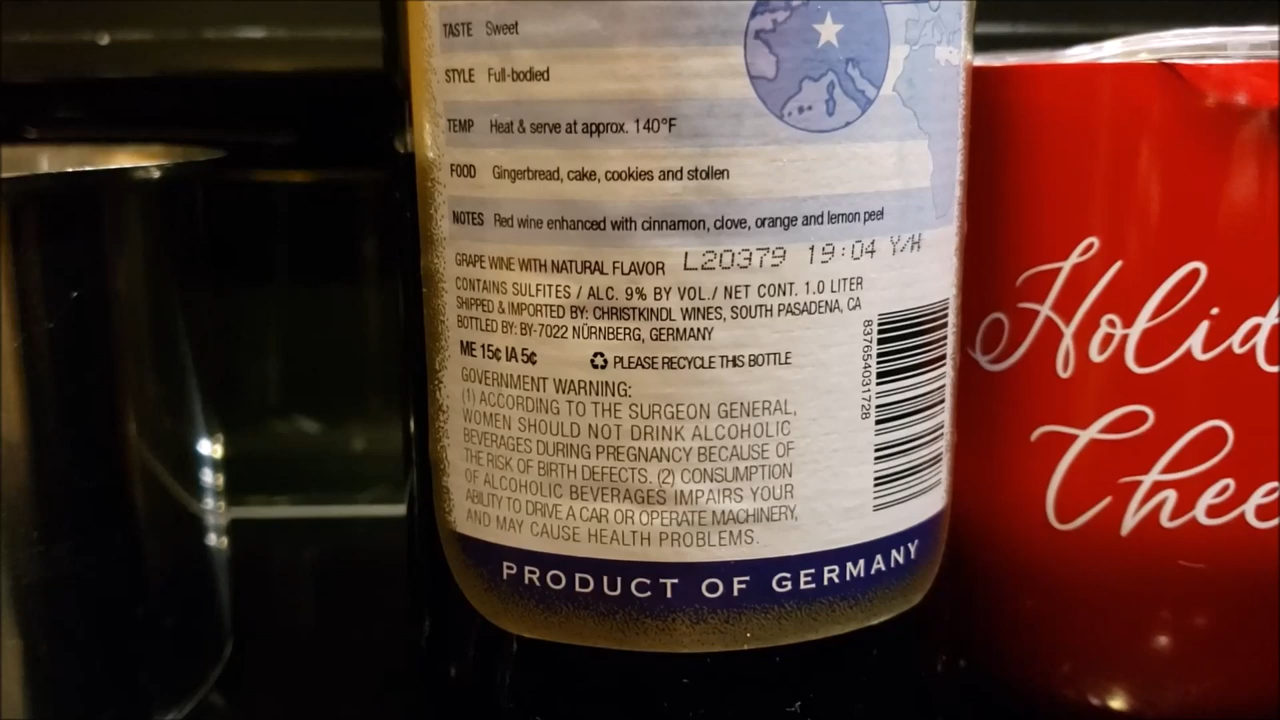 TASTE Sweet
STYLE Full-bodied
TEMP Heat & serve at approx. 140°F
FOOD Gingerbread, cake, cookies and stollen
NOTES Red wine enhanced with cinnamon, clove, orange and lemon peel
GRAPE WINE WITH NATURAL FLAVOR L20379 19:04 Y/H
CONTAINS SULFITES / ALC. 9% BY VOL./ NET CONT. 1.0 LITER
SHIPPED & IMPORTED BY: CHRISTKINDL WINES, SOUTH PASADENA, CA
BOTTLED BY: BY-7022 NÜRNBERG, GERMANY
ME 15¢ IA 5¢ PLEASE RECYCLE THIS BOTTLE
837654031728
GOVERNMENT WARNING:
(1) ACCORDING TO THE SURGEON GENERAL,
WOMEN SHOULD NOT DRINK ALCOHOLIC
BEVERAGES DURING PREGNANCY BECAUSE OF
THE RISK OF BIRTH DEFECTS. (2) CONSUMPTION
OF ALCOHOLIC BEVERAGES IMPAIRS YOUR
ABILITY TO DRIVE A CAR OR OPERATE MACHINERY,
AND MAY CAUSE HEALTH PROBLEMS.
PRODUCT OF GERMANY
Holid
Chee